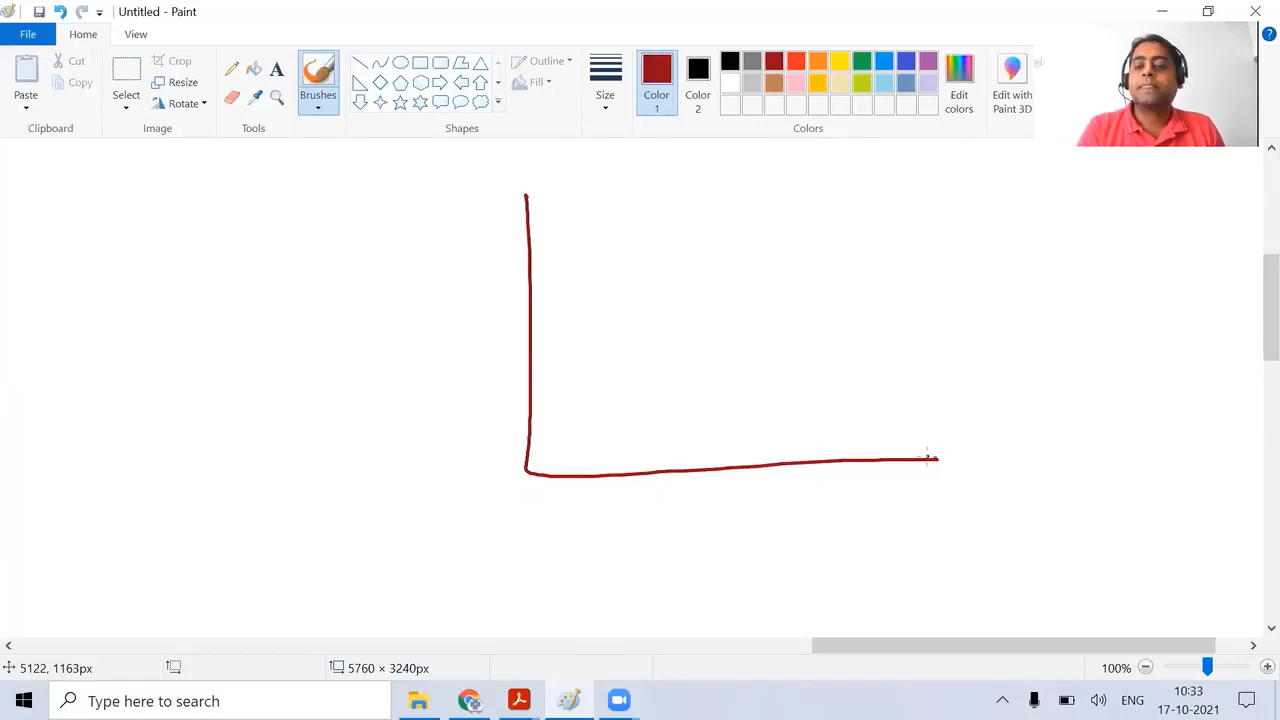 Untitled - Paint
File
Home
View
Paste
Cut
Copy
Clipboard
Select
Crop
Resize
Rotate
Image
A
Tools
Brushes
Outline
Fill
Shapes
Size
Color
1
Color
2
Edit
colors
Edit with
Paint 3D
Colors
?
5122, 1163px
5760 × 3240px
100%
Type here to search
ENG
10:33
17-10-2021